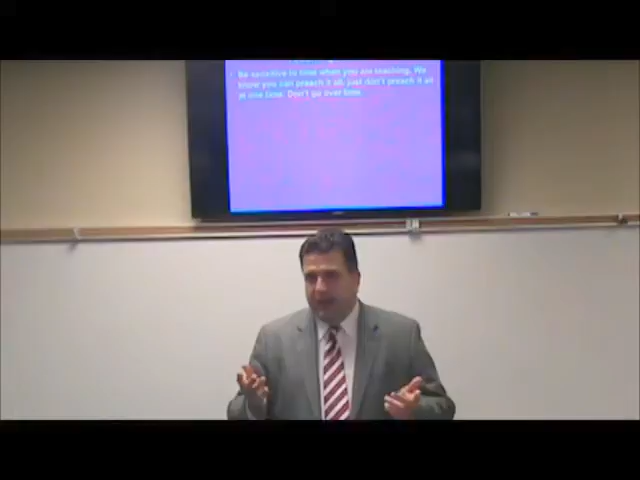 Be sensitive to time when you are teaching. We
know you can preach it all, just don't preach it all
at one time. Don't go over time.